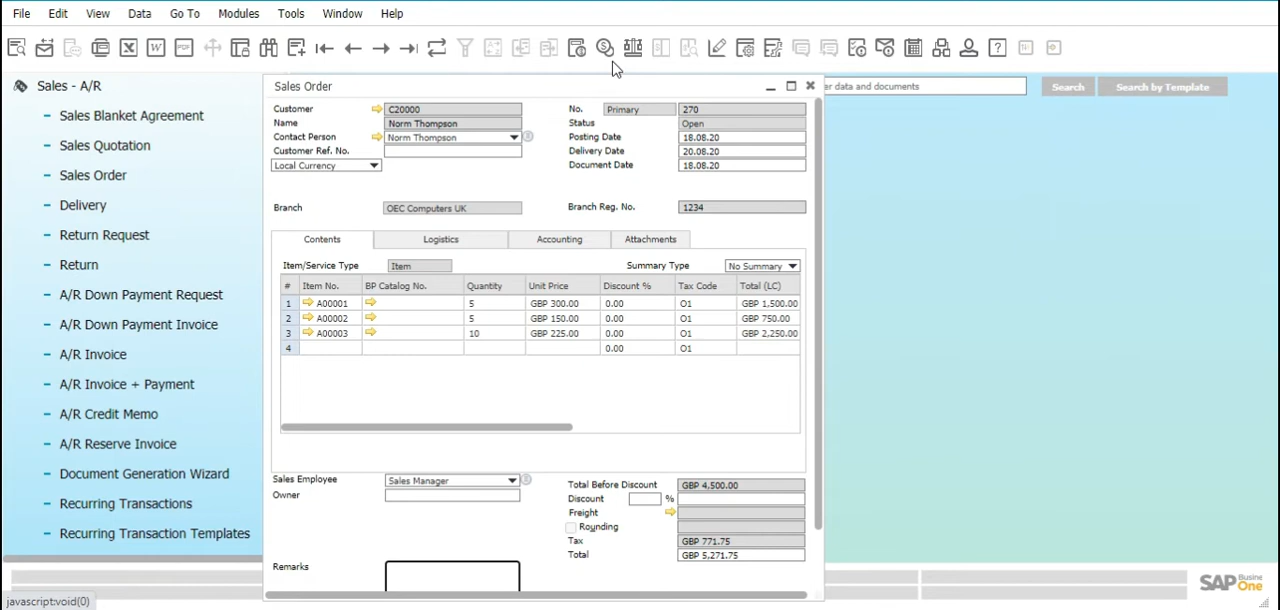 File Edit View Data Go To Modules Tools Window Help
Sales - A/R
Sales Blanket Agreement
Sales Quotation
Sales Order
Delivery
Return Request
Return
A/R Down Payment Request
A/R Down Payment Invoice
A/R Invoice
A/R Invoice + Payment
A/R Credit Memo
A/R Reserve Invoice
Document Generation Wizard
Recurring Transactions
Recurring Transaction Templates
Sales Order
er data and documents
Search
Search by Template
Customer C20000
Name Norm Thompson
Contact Person Norm Thompson
Customer Ref. No.
Local Currency
No. Primary 270
Status Open
Posting Date 18.08.20
Delivery Date 20.08.20
Document Date 18.08.20
Branch OEC Computers UK
Branch Reg. No. 1234
Contents Logistics Accounting Attachments
Item/Service Type Item Summary Type No Summary
# Item No. BP Catalog No. Quantity Unit Price Discount % Tax Code Total (LC)
1 A00001 5 GBP 300.00 0.00 O1 GBP 1,500.00
2 A00002 5 GBP 150.00 0.00 O1 GBP 750.00
3 A00003 10 GBP 225.00 0.00 O1 GBP 2,250.00
4 0.00 O1
Sales Employee Sales Manager
Owner
Total Before Discount GBP 4,500.00
Discount %
Freight
Rounding
Tax GBP 771.75
Total GBP 5,271.75
Remarks
SAP Business One
javascript:void(0)